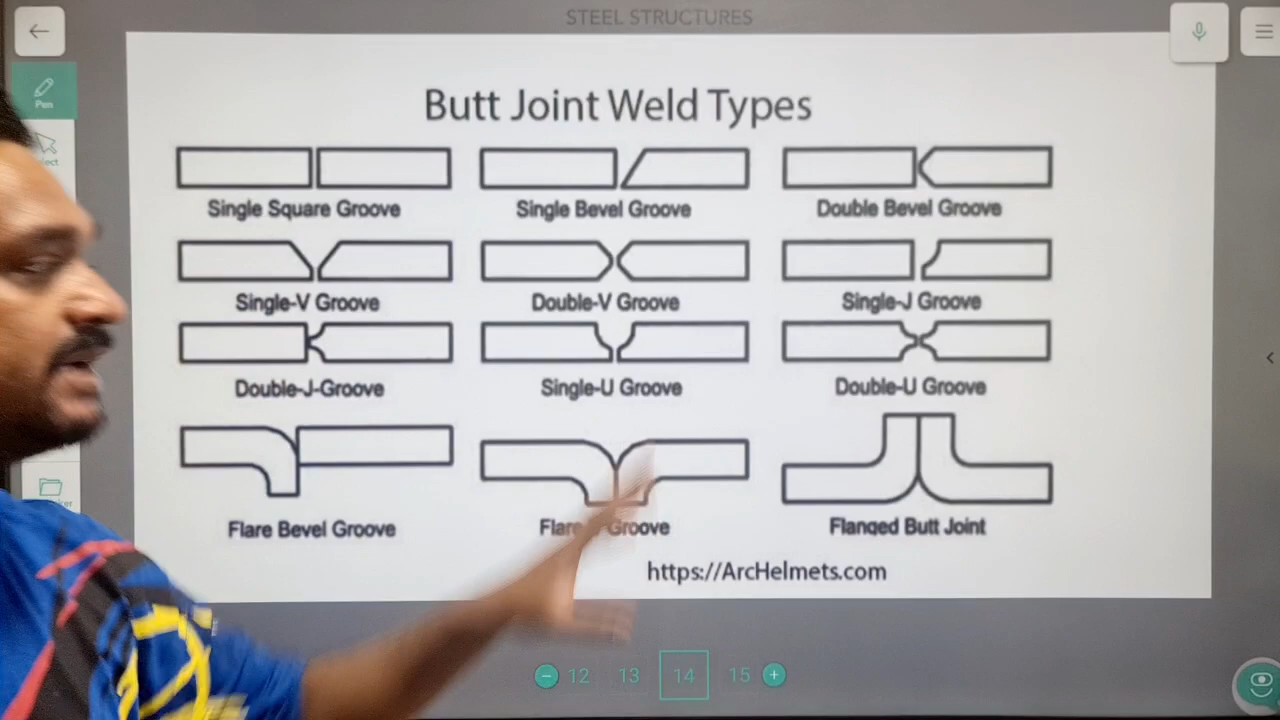 STEEL STRUCTURES
Pen
Butt Joint Weld Types
Single Square Groove
Single Bevel Groove
Double Bevel Groove
Single-V Groove
Double-V Groove
Single-J Groove
Double-J-Groove
Single-U Groove
Double-U Groove
Flare Bevel Groove
Flare Groove
Flanged Butt Joint
https://ArcHelmets.com
12 13 14 15